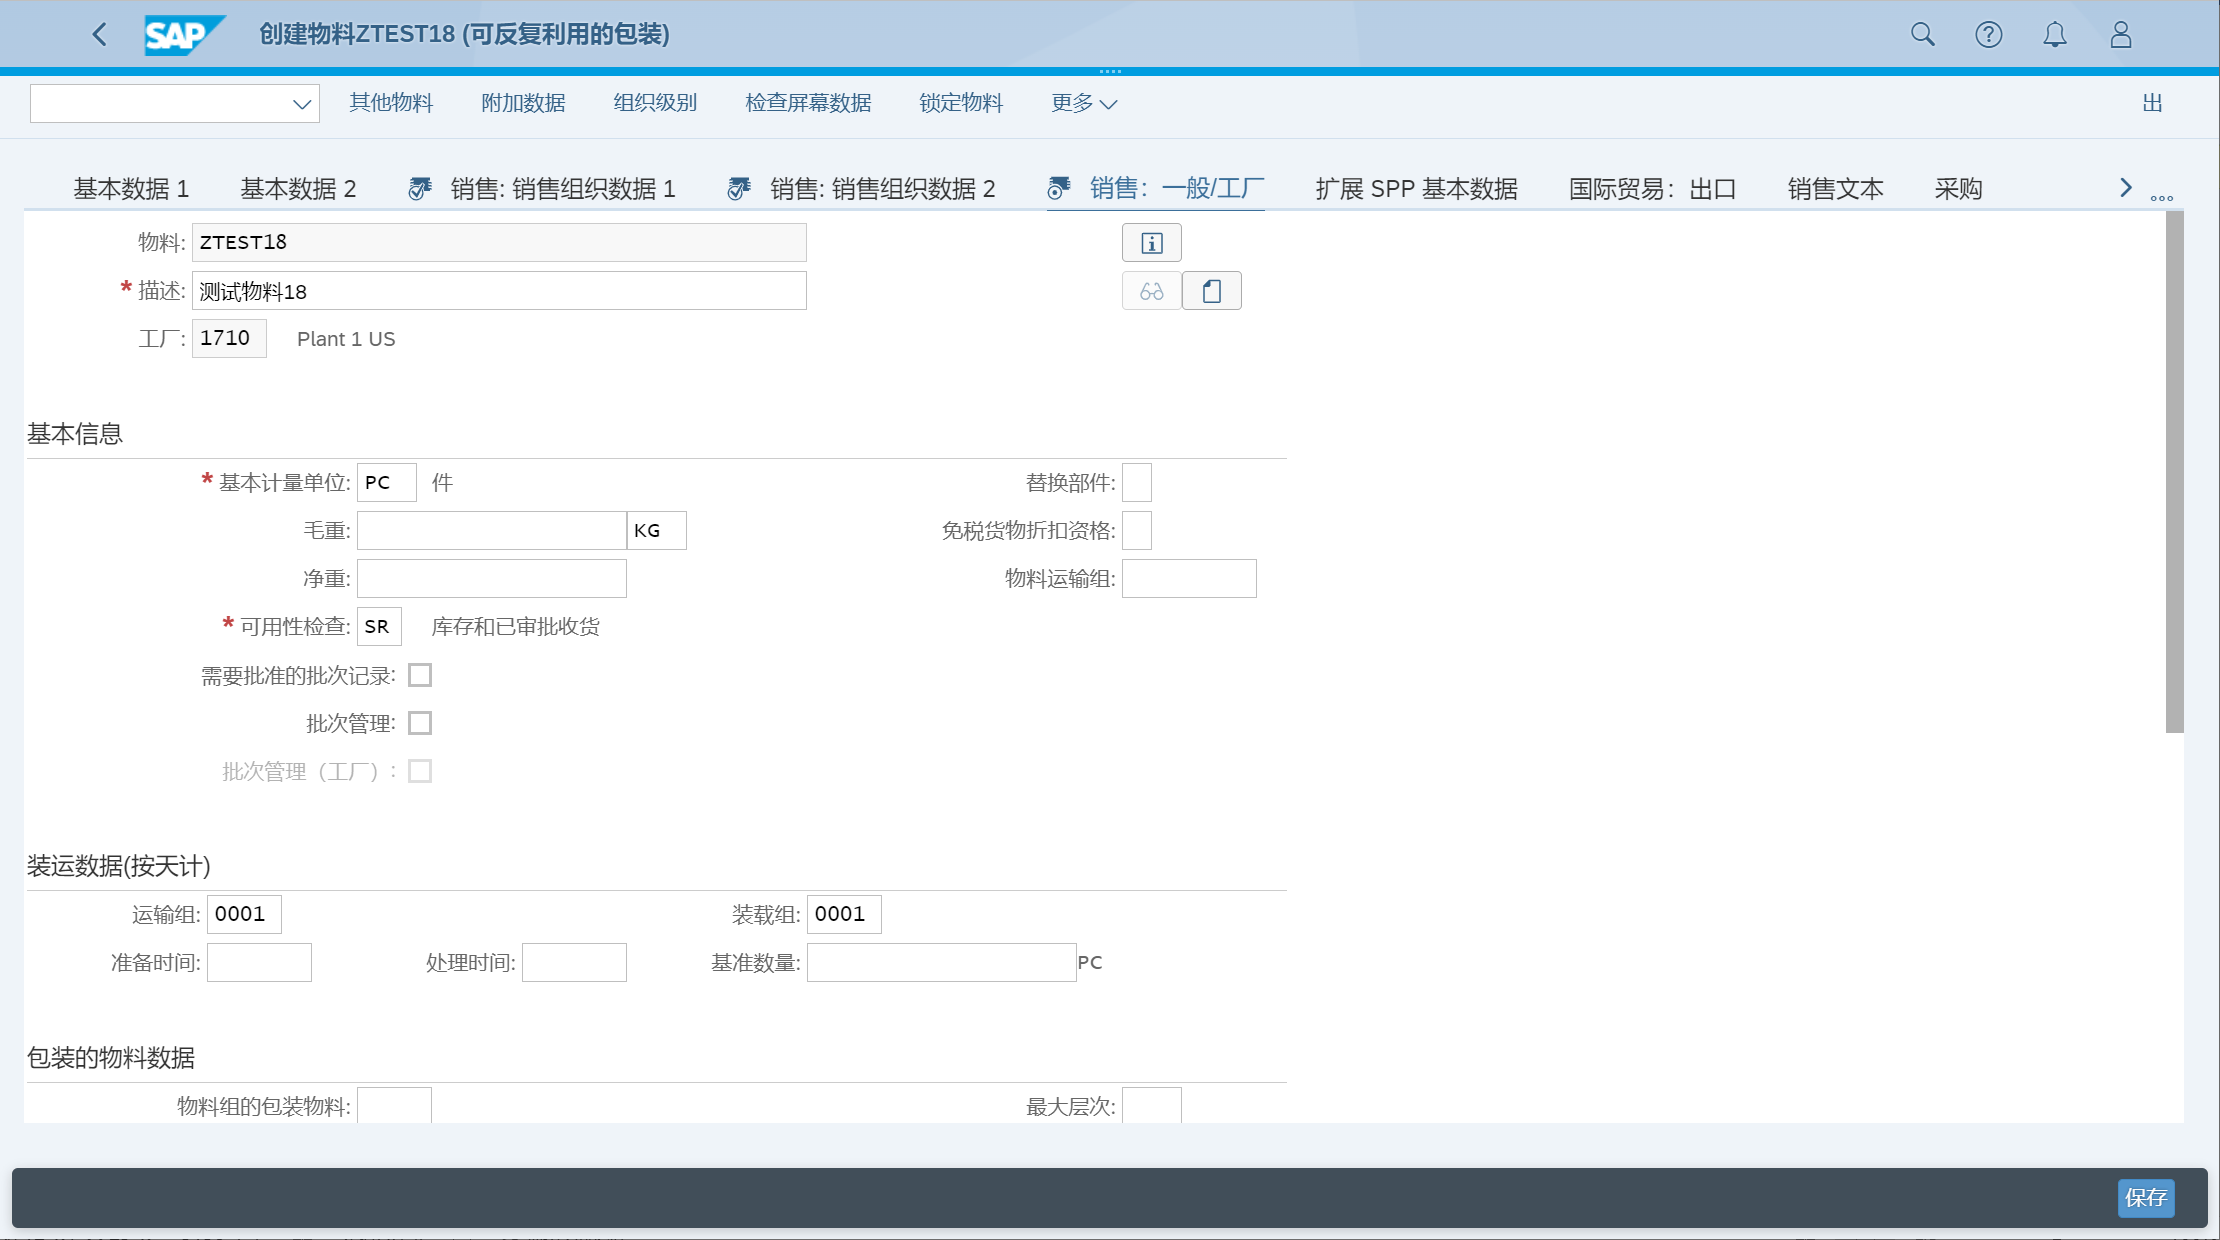 SAP 创建物料ZTEST18 (可反复利用的包装)
其他物料 附加数据 组织级别 检查屏幕数据 锁定物料 更多 出
基本数据 1 基本数据 2 销售: 销售组织数据 1 销售: 销售组织数据 2 销售：一般/工厂 扩展 SPP 基本数据 国际贸易：出口 销售文本 采购
物料: ZTEST18
* 描述: 测试物料18
工厂: 1710 Plant 1 US
基本信息
* 基本计量单位: PC 件 替换部件:
毛重: KG 免税货物折扣资格:
净重: 物料运输组:
* 可用性检查: SR 库存和已审批收货
需要批准的批次记录:
批次管理:
批次管理（工厂）:
装运数据(按天计)
运输组: 0001 装载组: 0001
准备时间: 处理时间: 基准数量: PC
包装的物料数据
物料组的包装物料: 最大层次:
保存